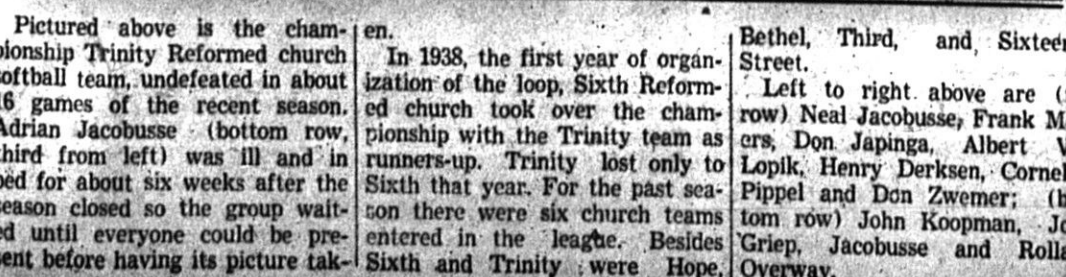 Pictured above is the cham-
pionship Trinity Reformed church
softball team, undefeated in about
16 games of the recent season.
Adrian Jacobusse (bottom row,
third from left) was ill and in
bed for about six weeks after the
season closed so the group wait-
ed until everyone could be pre-
sent before having its picture tak-
en.
In 1938, the first year of organ-
ization of the loop, Sixth Reform-
ed church took over the cham-
pionship with the Trinity team as
runners-up. Trinity lost only to
Sixth that year. For the past sea-
son there were six church teams
entered in the league. Besides
Sixth and Trinity were Hope,
Bethel, Third, and Sixteen
Street.
Left to right above are
row) Neal Jacobusse, Frank M
ers, Don Japinga, Albert V
Lopik, Henry Derksen, Cornel
Pippel and Don Zwemer; (b
tom row) John Koopman, Jo
Griep, Jacobusse and Rolla
Overway.